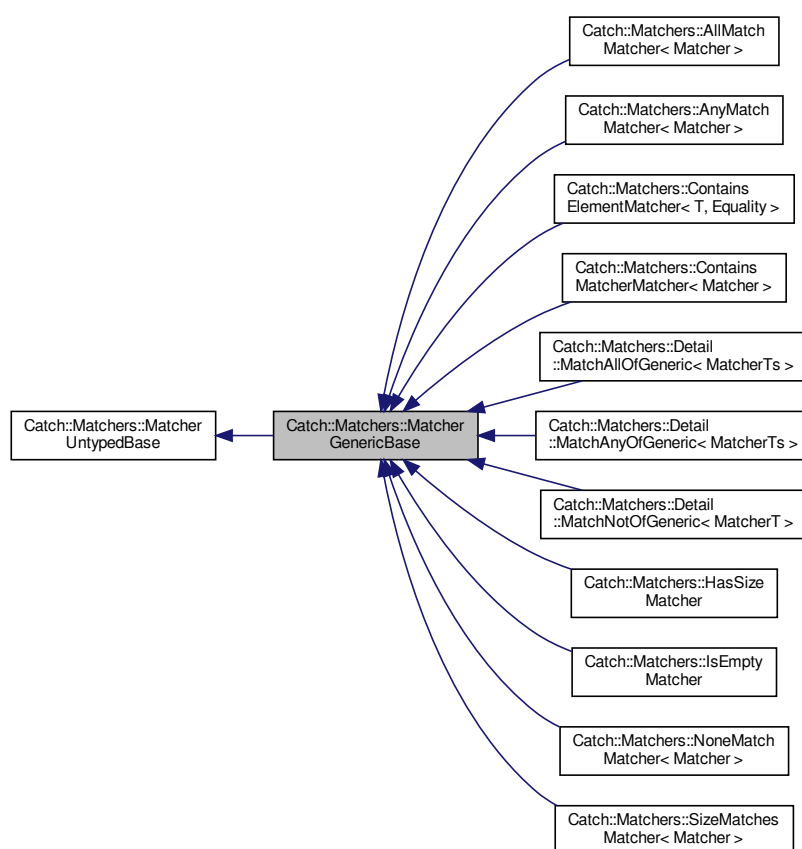 Catch::Matchers::AllMatch
Matcher< Matcher >
Catch::Matchers::AnyMatch
Matcher< Matcher >
Catch::Matchers::Contains
ElementMatcher< T, Equality >
Catch::Matchers::Contains
MatcherMatcher< Matcher >
Catch::Matchers::Detail
::MatchAllOfGeneric< MatcherTs >
Catch::Matchers::Matcher
UntypedBase
Catch::Matchers::Matcher
GenericBase
Catch::Matchers::Detail
::MatchAnyOfGeneric< MatcherTs >
Catch::Matchers::Detail
::MatchNotOfGeneric< MatcherT >
Catch::Matchers::HasSize
Matcher
Catch::Matchers::IsEmpty
Matcher
Catch::Matchers::NoneMatch
Matcher< Matcher >
Catch::Matchers::SizeMatches
Matcher< Matcher >